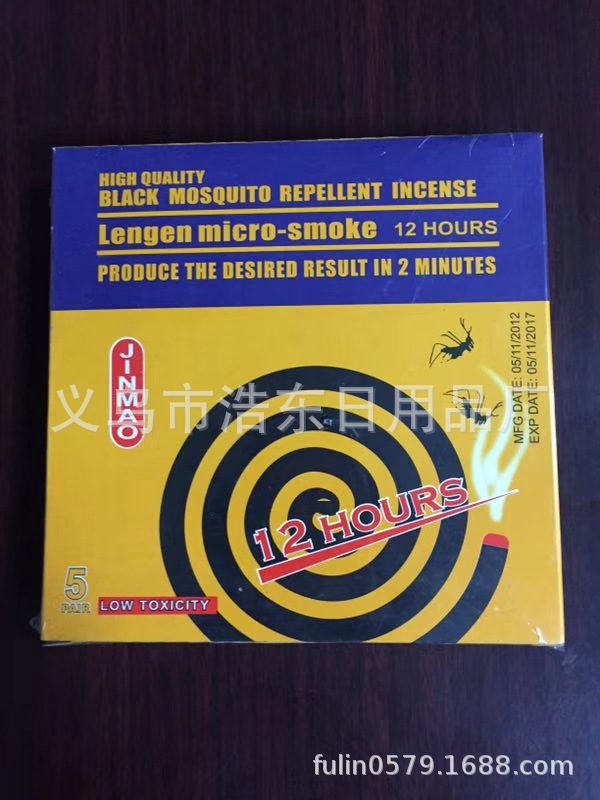 HIGH QUALITY
BLACK MOSQUITO REPELLENT INCENSE
Lengen micro-smoke 12 HOURS
PRODUCE THE DESIRED RESULT IN 2 MINUTES
JINMAO
MFG DATE: 05/11/2012
EXP DATE: 05/11/2017
义乌市浩东日用品厂
12 HOURS
5
PAIR
LOW TOXICITY
fulin0579.1688.com